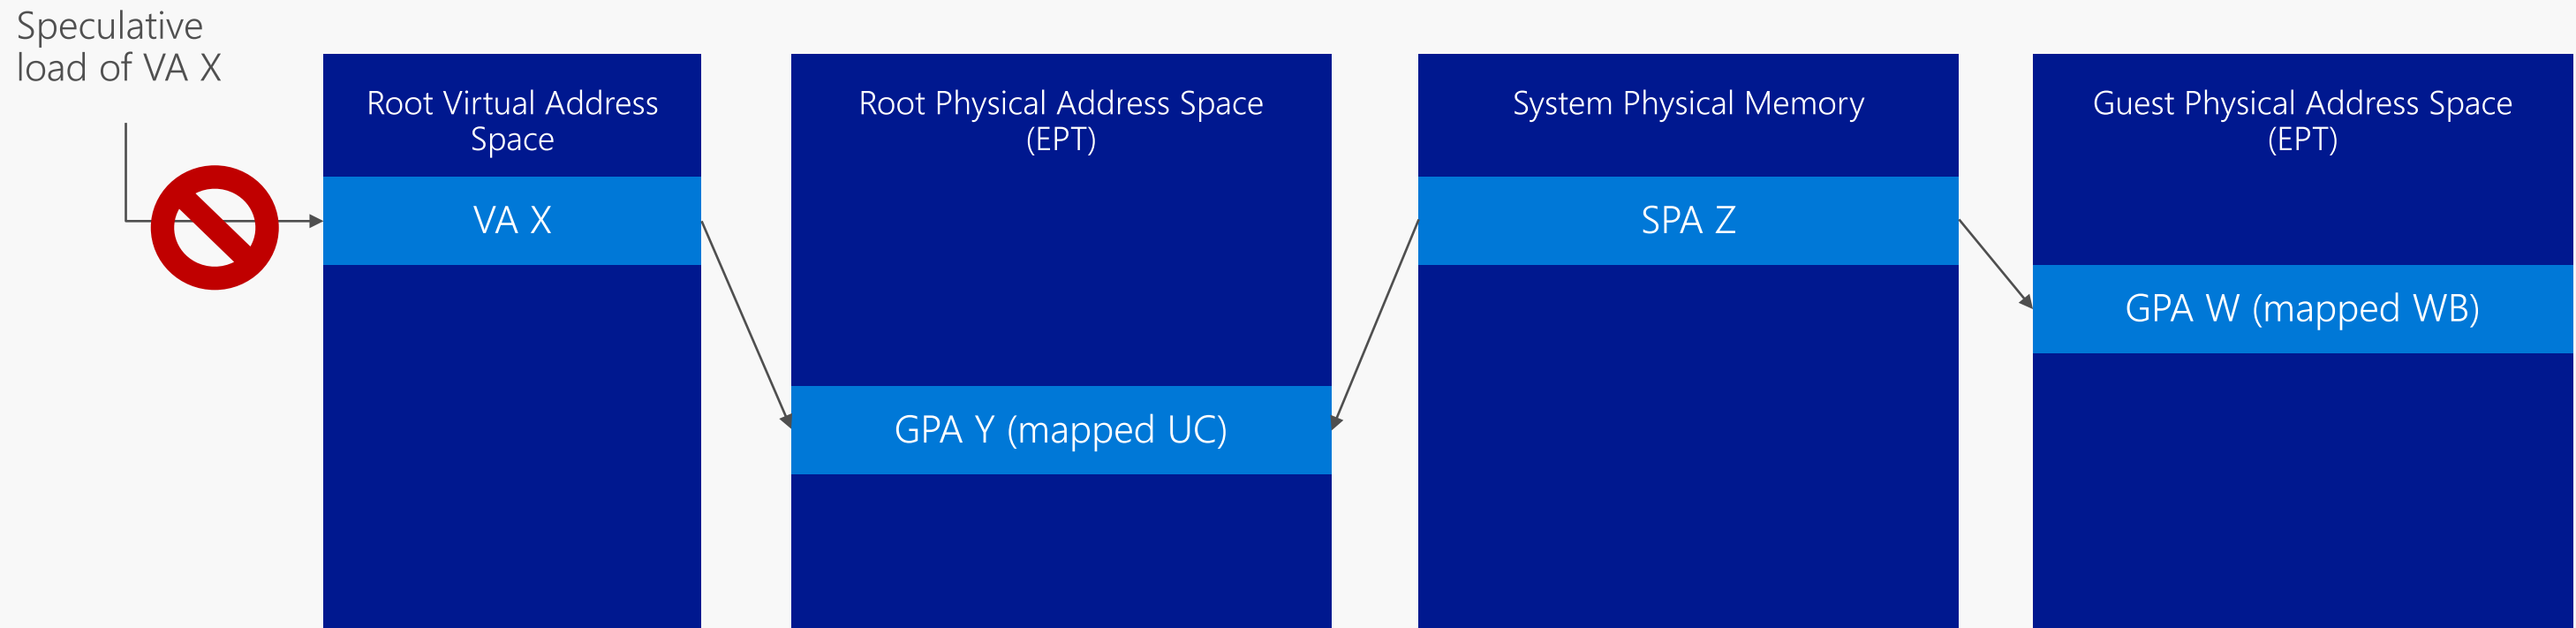 Speculative
load of VA X
Root Virtual Address
Space
VA X
Root Physical Address Space
(EPT)
GPA Y (mapped UC)
System Physical Memory
SPA Z
Guest Physical Address Space
(EPT)
GPA W (mapped WB)